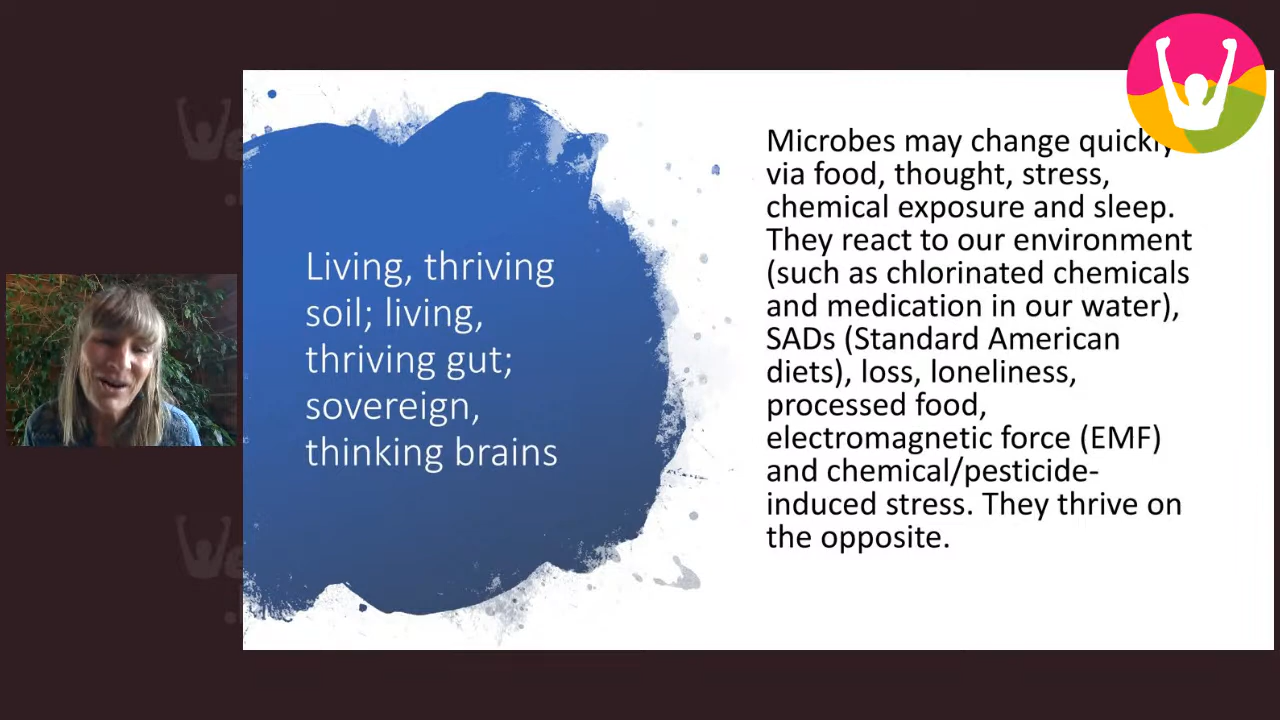 Living, thriving
soil; living,
thriving gut;
sovereign,
thinking brains
Microbes may change quickly
via food, thought, stress,
chemical exposure and sleep.
They react to our environment
(such as chlorinated chemicals
and medication in our water),
SADs (Standard American
diets), loss, loneliness,
processed food,
electromagnetic force (EMF)
and chemical/pesticide-
induced stress. They thrive on
the opposite.